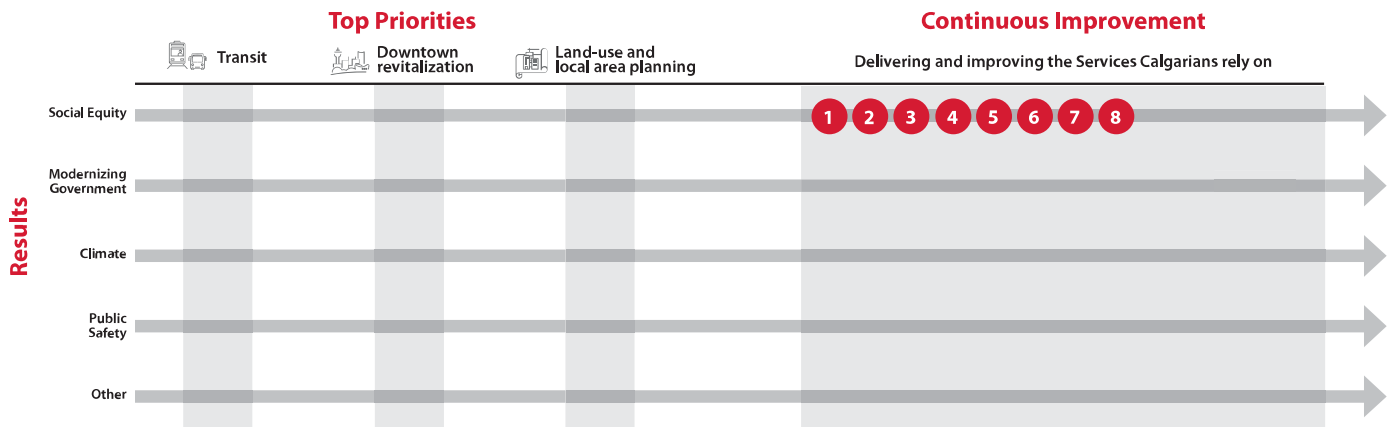 Top Priorities
Continuous Improvement
Transit
Downtown
revitalization
Land-use and
local area planning
Delivering and improving the Services Calgarians rely on
Results
Social Equity
1 2 3 4 5 6 7 8
Modernizing
Government
Climate
Public
Safety
Other